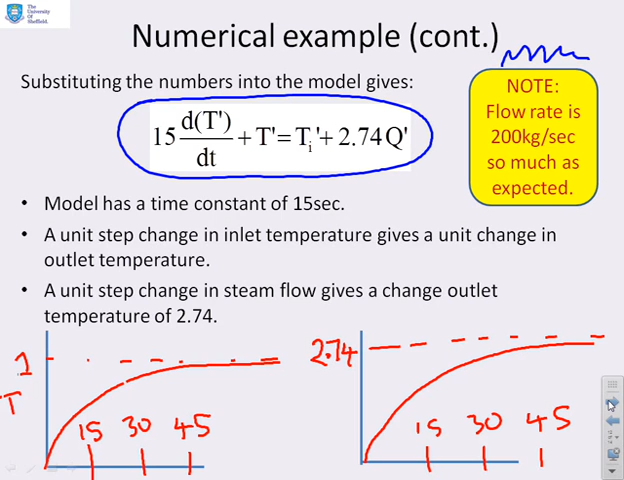 The
University
Of
Sheffield.
Numerical example (cont.)
Substituting the numbers into the model gives:
15 d(T')/dt + T' = Ti' + 2.74 Q'
NOTE:
Flow rate is
200kg/sec
so much as
expected.
• Model has a time constant of 15sec.
• A unit step change in inlet temperature gives a unit change in
outlet temperature.
• A unit step change in steam flow gives a change outlet
temperature of 2.74.
1
T
15 30 45
2.74
15 30 45